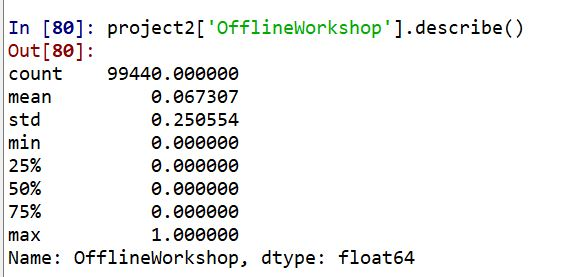 In [80]: project2['OfflineWorkshop'].describe()
Out[80]:
count    99440.000000
mean         0.067307
std          0.250554
min          0.000000
25%          0.000000
50%          0.000000
75%          0.000000
max          1.000000
Name: OfflineWorkshop, dtype: float64